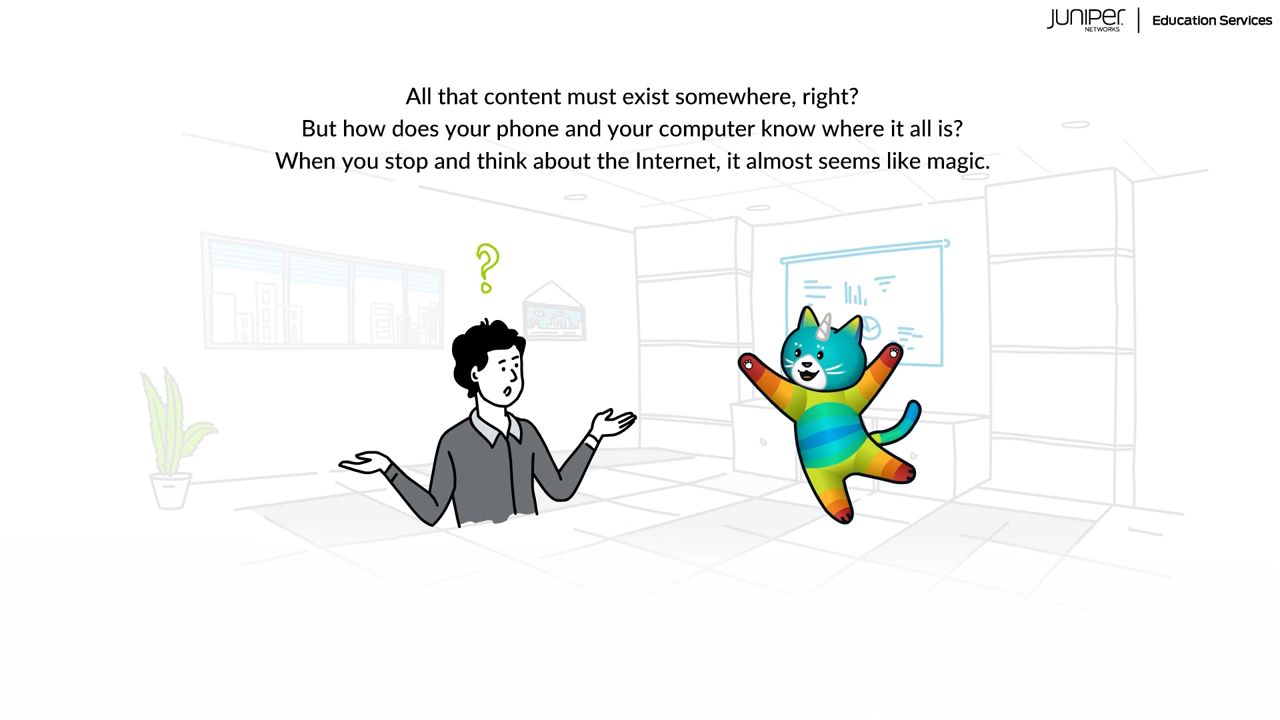 JUNIPER NETWORKS | Education Services
All that content must exist somewhere, right?
But how does your phone and your computer know where it all is?
When you stop and think about the Internet, it almost seems like magic.
?